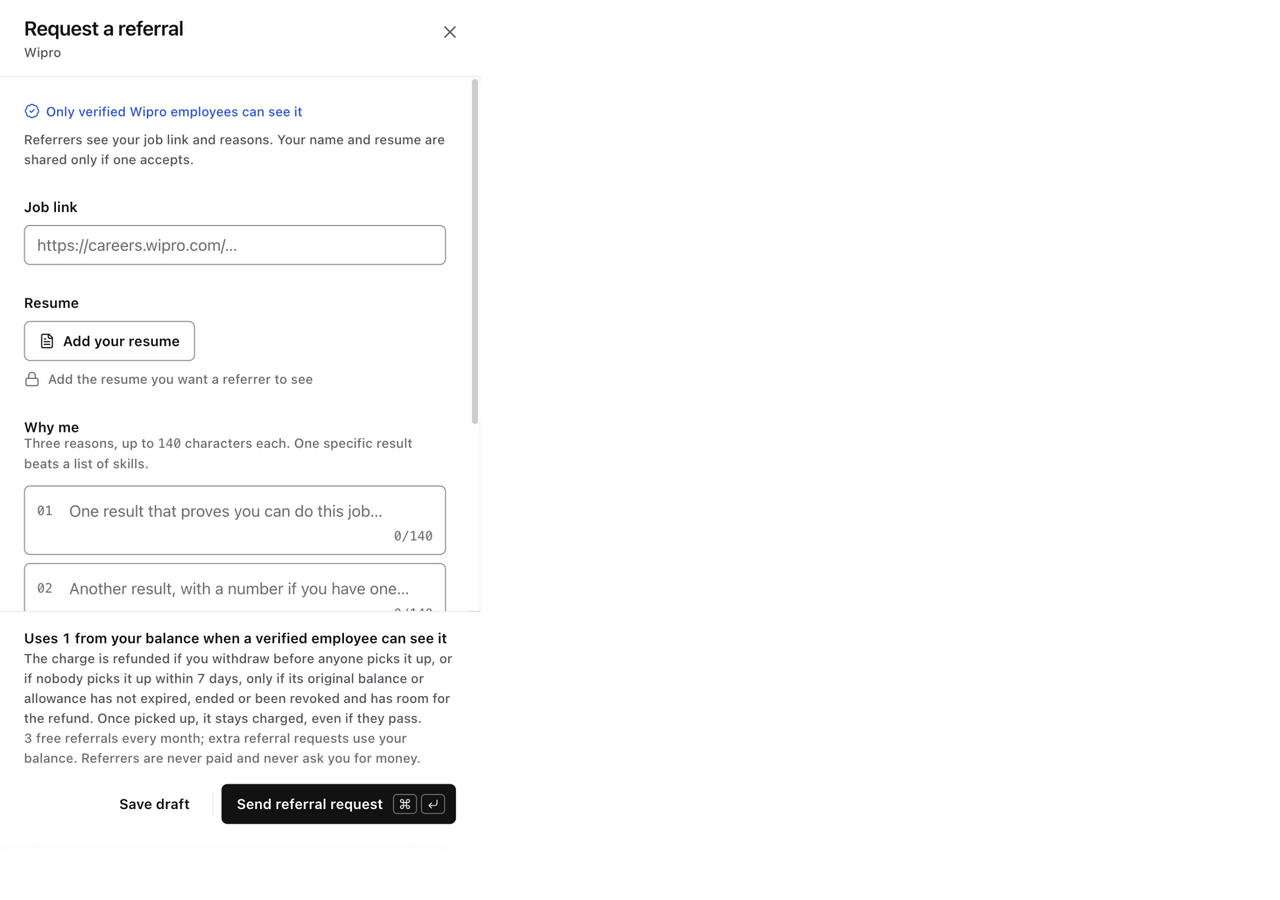 Request a referral
Wipro
Only verified Wipro employees can see it
Referrers see your job link and reasons. Your name and resume are
shared only if one accepts.
Job link
https://careers.wipro.com/...
Resume
Add your resume
Add the resume you want a referrer to see
Why me
Three reasons, up to 140 characters each. One specific result
beats a list of skills.
01 One result that proves you can do this job...
0/140
02 Another result, with a number if you have one...
0/140
Uses 1 from your balance when a verified employee can see it
The charge is refunded if you withdraw before anyone picks it up, or
if nobody picks it up within 7 days, only if its original balance or
allowance has not expired, ended or been revoked and has room for
the refund. Once picked up, it stays charged, even if they pass.
3 free referrals every month; extra referral requests use your
balance. Referrers are never paid and never ask you for money.
Save draft
Send referral request ⌘ ↵